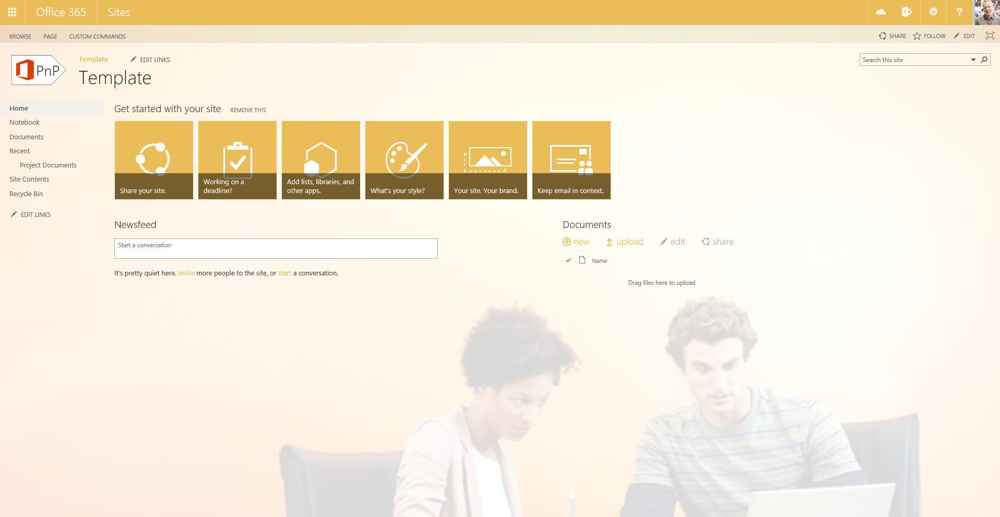 Office 365
Sites
?
BROWSE
PAGE
CUSTOM COMMANDS
SHARE
FOLLOW
EDIT
PnP
Template
EDIT LINKS
Search this site
Template
Home
Notebook
Documents
Recent
Project Documents
Site Contents
Recycle Bin
EDIT LINKS
Get started with your site
REMOVE THIS
Share your site.
Working on a
deadline?
Add lists, libraries, and
other apps.
What's your style?
Your site. Your brand.
Keep email in context.
Newsfeed
Start a conversation
It's pretty quiet here. Invite more people to the site, or start a conversation.
Documents
new
upload
edit
share
Name
Drag files here to upload